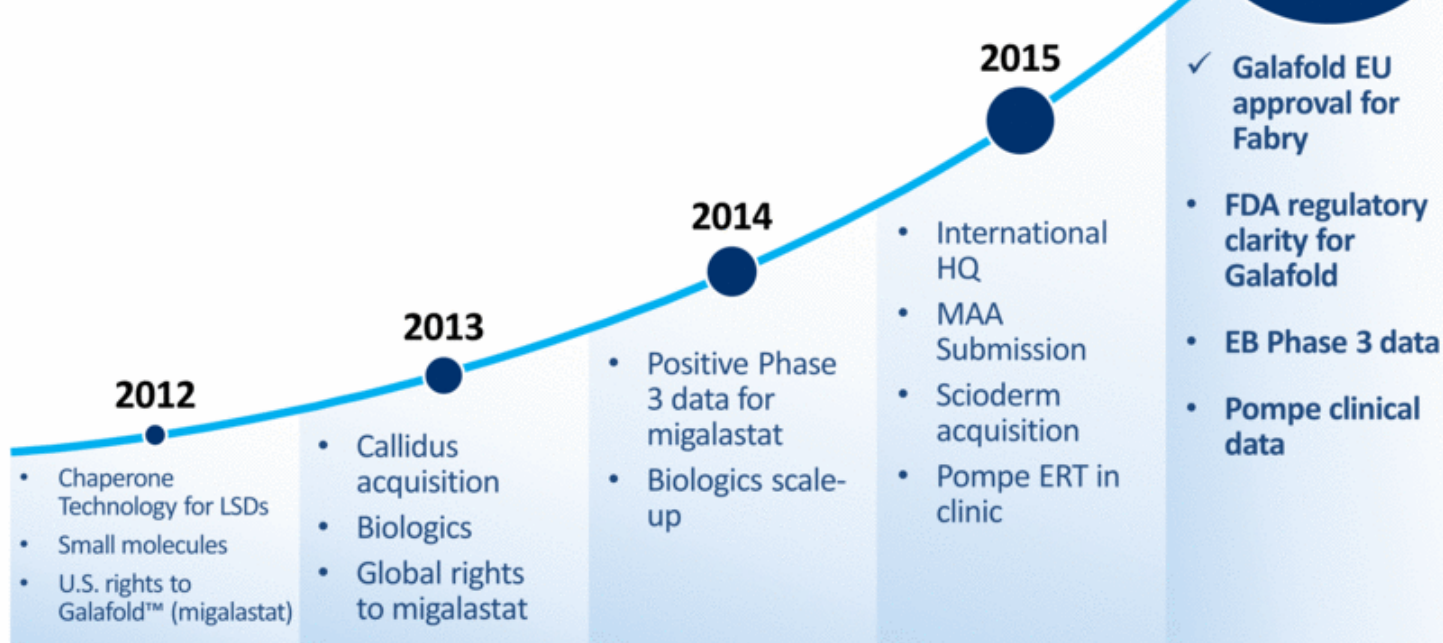 2012
• Chaperone
Technology for LSDs
• Small molecules
• U.S. rights to
Galafold™ (migalastat)
2013
• Callidus
acquisition
• Biologics
• Global rights
to migalastat
2014
• Positive Phase
3 data for
migalastat
• Biologics scale-
up
2015
• International
HQ
• MAA
Submission
• Scioderm
acquisition
• Pompe ERT in
clinic
✓ Galafold EU
approval for
Fabry
• FDA regulatory
clarity for
Galafold
• EB Phase 3 data
• Pompe clinical
data